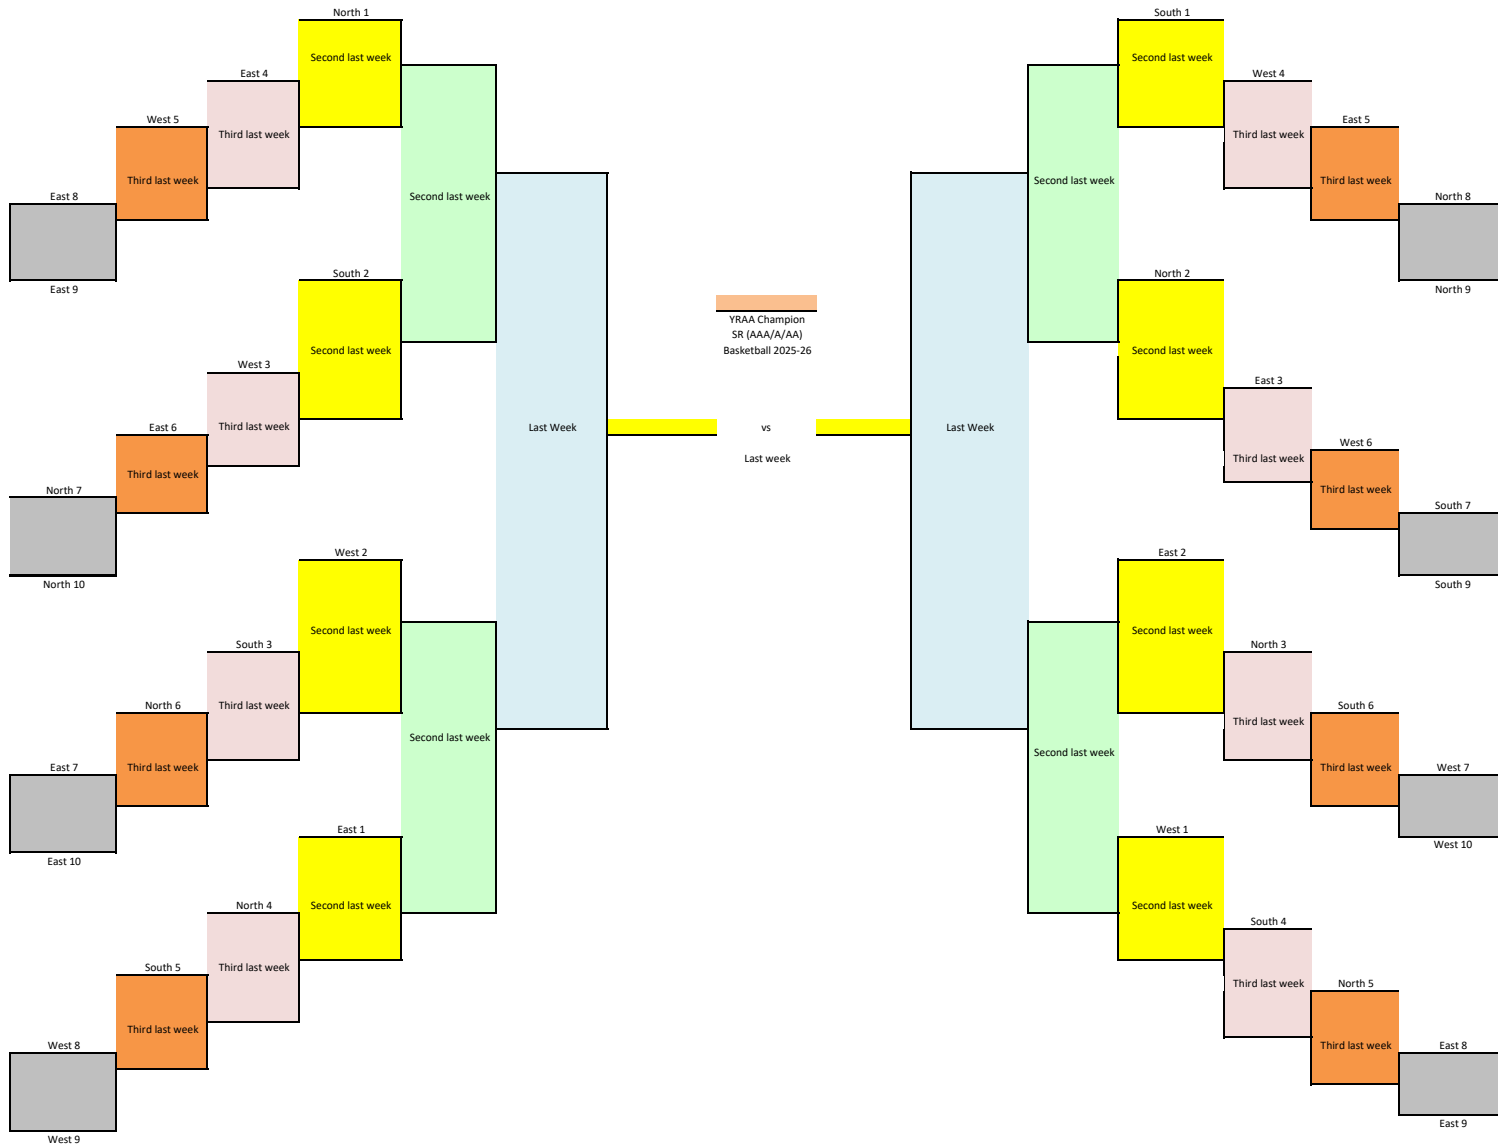 North 1
South 1
Second last week
Second last week
East 4
West 4
West 5
East 5
Third last week
Third last week
Third last week
Third last week
East 8
Second last week
Second last week
North 8
East 9
South 2
North 2
North 9
YRAA Champion
SR (AAA/A/AA)
Basketball 2025-26
Second last week
Second last week
West 3
East 3
East 6
Last Week
vs
Last Week
West 6
Third last week
Last week
Third last week
Third last week
Third last week
North 7
South 7
North 10
West 2
East 2
South 9
Second last week
Second last week
South 3
North 3
North 6
South 6
Third last week
Third last week
Second last week
Second last week
Third last week
Third last week
East 7
West 7
East 10
East 1
West 1
West 10
North 4
Second last week
Second last week
South 4
South 5
Third last week
Third last week
North 5
Third last week
Third last week
West 8
East 8
West 9
East 9